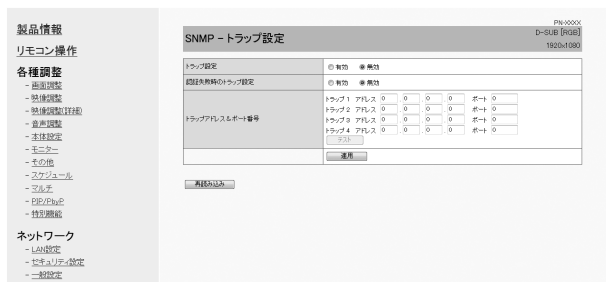 製品情報
リモコン操作
各種調整
- 画面調整
- 映像調整
- 映像調整(詳細)
- 音声調整
- 本体設定
- モニター
- その他
- スケジュール
- マルチ
- PIP/PbyP
- 特別機能
ネットワーク
- LAN設定
- セキュリティ設定
- 一般設定
PN-XXXX
SNMP - トラップ設定
D-SUB [RGB]
1920x1080
トラップ設定 有効 無効
認証失敗時のトラップ設定 有効 無効
トラップアドレス&ポート番号
トラップ 1 アドレス 0 . 0 . 0 . 0 ポート 0
トラップ 2 アドレス 0 . 0 . 0 . 0 ポート 0
トラップ 3 アドレス 0 . 0 . 0 . 0 ポート 0
トラップ 4 アドレス 0 . 0 . 0 . 0 ポート 0
テスト
適用
再読み込み